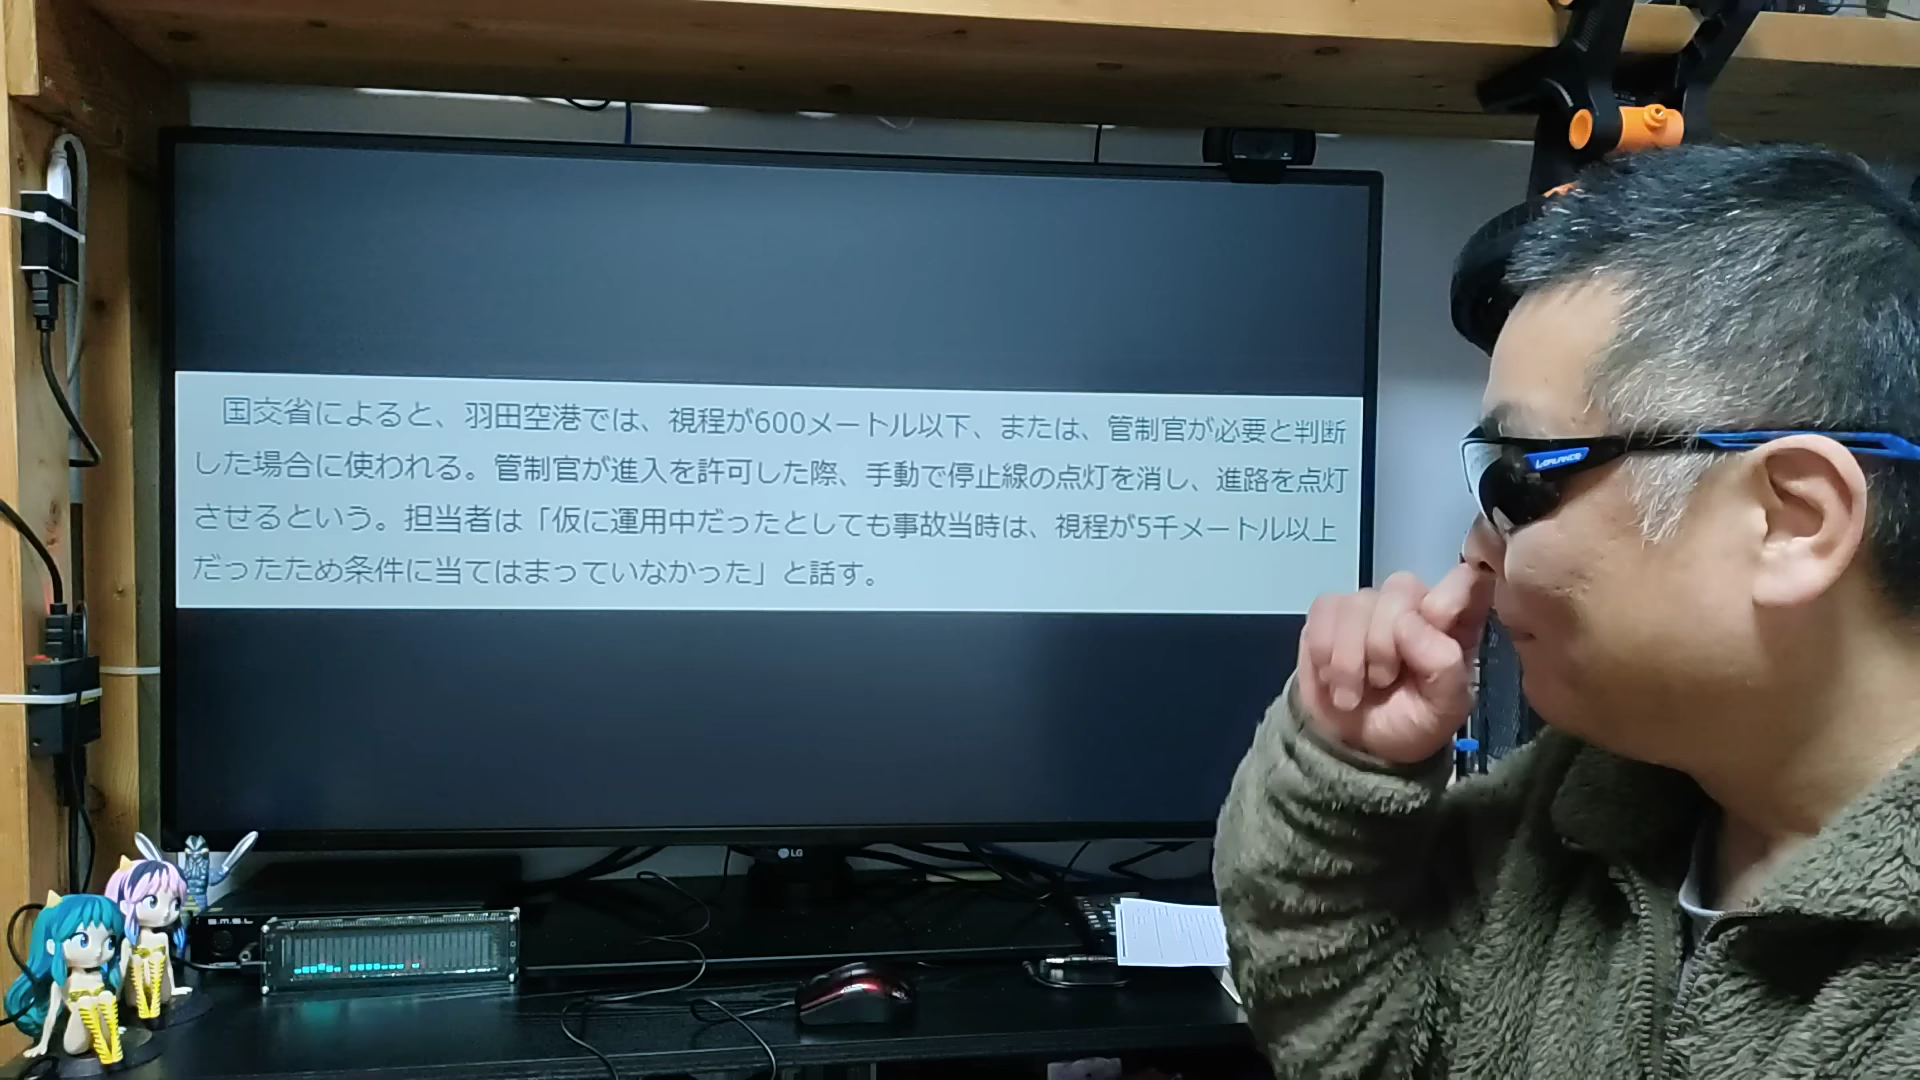 国交省によると、羽田空港では、視程が600メートル以下、または、管制官が必要と判断
した場合に使われる。管制官が進入を許可した際、手動で停止線の点灯を消し、進路を点灯
させるという。担当者は「仮に運用中だったとしても事故当時は、視程が5千メートル以上
だったため条件に当てはまっていなかった」と話す。
LG
S.M.S.L